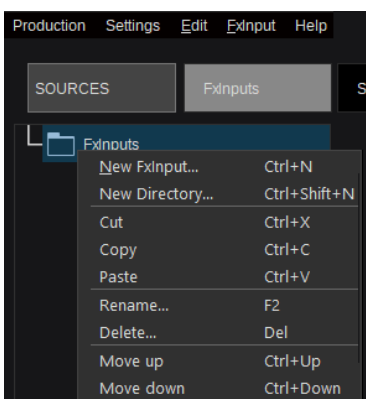 Production Settings Edit FxInput Help
SOURCES FxInputs S
FxInputs
New FxInput... Ctrl+N
New Directory... Ctrl+Shift+N
Cut Ctrl+X
Copy Ctrl+C
Paste Ctrl+V
Rename... F2
Delete... Del
Move up Ctrl+Up
Move down Ctrl+Down